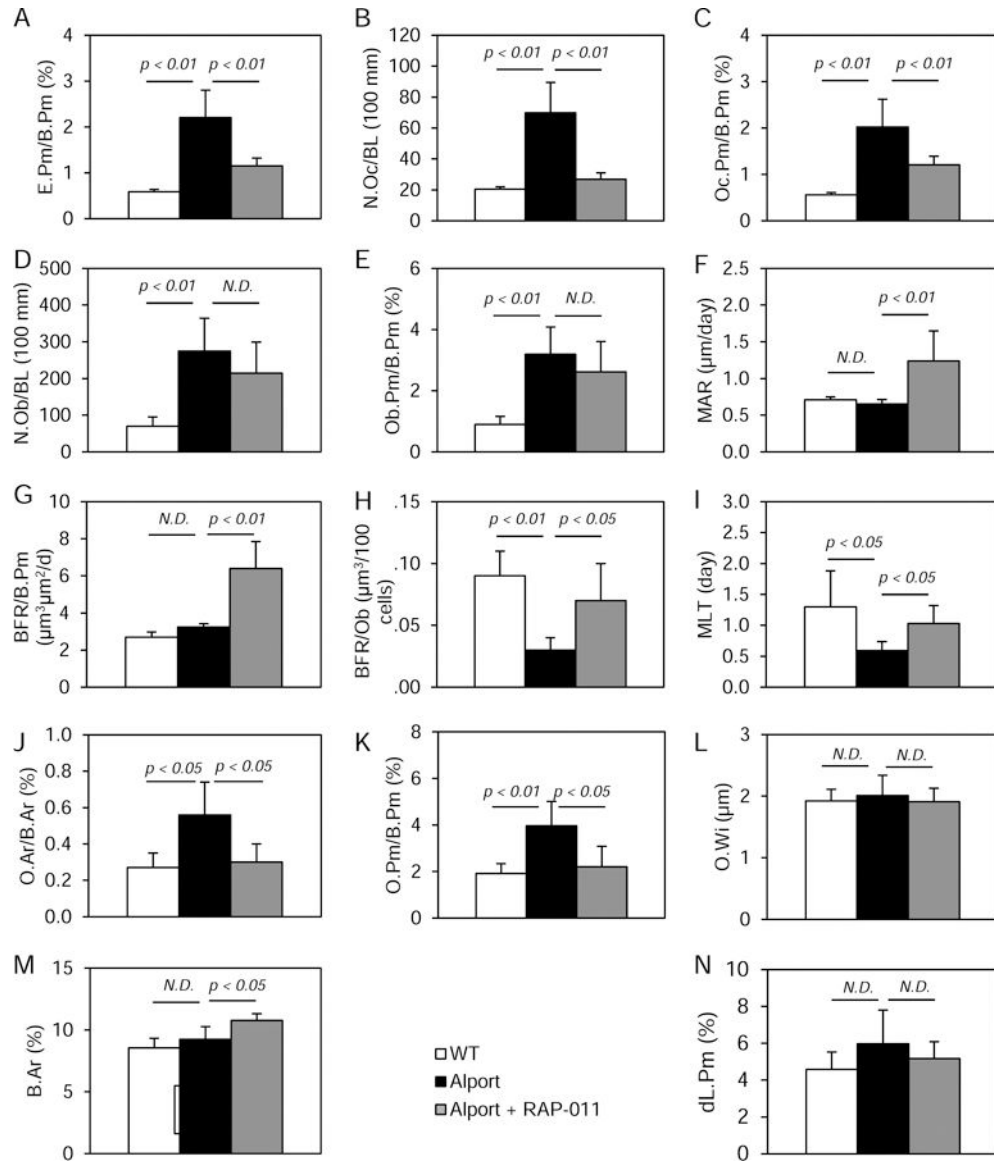 A
E.Pm/B.Pm (%)
4
3
2
1
0
p < 0.01
p < 0.01
B
N.Oc/BL (100 mm)
120
100
80
60
40
20
0
p < 0.01
p < 0.01
C
Oc.Pm/B.Pm (%)
4
3
2
1
0
p < 0.01
p < 0.01
D
N.Ob/BL (100 mm)
500
400
300
200
100
0
p < 0.01
N.D.
E
Ob.Pm/B.Pm (%)
6
4
2
0
p < 0.01
N.D.
F
MAR (µm/day)
2.5
2.0
1.5
1.0
0.5
0.0
N.D.
p < 0.01
G
BFR/B.Pm
(µm³µm²/d)
10
8
6
4
2
0
N.D.
p < 0.01
H
BFR/Ob (µm³/100
cells)
.15
0.10
0.05
.00
p < 0.01
p < 0.05
I
MLT (day)
3.0
2.5
2.0
1.5
1.0
0.5
0.0
p < 0.05
p < 0.05
J
O.Ar/B.Ar (%)
1.0
0.8
0.6
0.4
0.2
0.0
p < 0.05
p < 0.05
K
O.Pm/B.Pm (%)
8
6
4
2
0
p < 0.01
p < 0.05
L
O.Wi (µm)
3
2
1
0
N.D.
N.D.
M
B.Ar (%)
15
10
5
0
N.D.
p < 0.05
WT
Alport
Alport + RAP-011
N
dL.Pm (%)
10
8
6
4
2
0
N.D.
N.D.